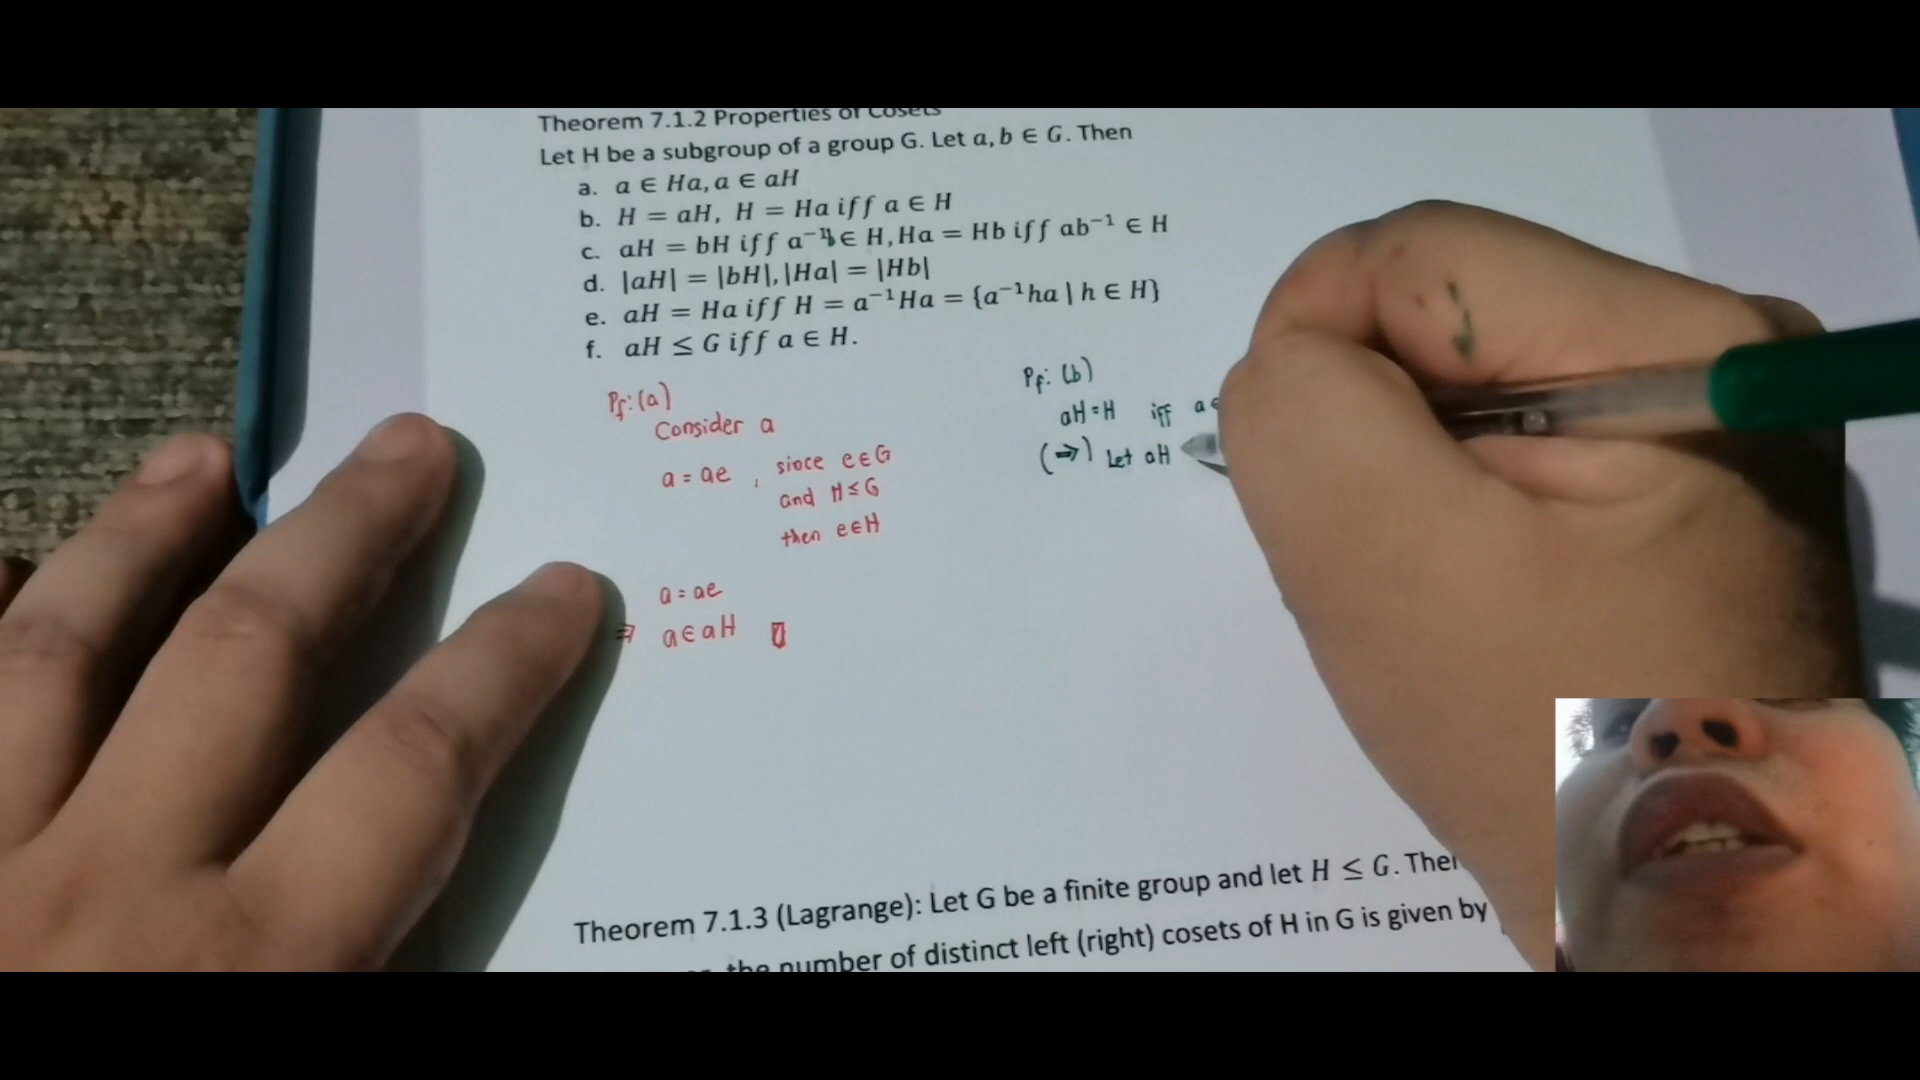 Theorem 7.1.2 Properties of Cosets
Let H be a subgroup of a group G. Let a, b ∈ G. Then
a. a ∈ Ha, a ∈ aH
b. H = aH, H = Ha iff a ∈ H
c. aH = bH iff a⁻¹b ∈ H, Ha = Hb iff ab⁻¹ ∈ H
d. |aH| = |bH|, |Ha| = |Hb|
e. aH = Ha iff H = a⁻¹Ha = {a⁻¹ha | h ∈ H}
f. aH ≤ G iff a ∈ H.
Pf: (a)
Consider a
a = ae , since e∈G
and H≤G
then e∈H
a = ae
⇒ a∈aH
Pf: (b)
aH = H iff a ∈
(⇒) Let aH
Theorem 7.1.3 (Lagrange): Let G be a finite group and let H ≤ G.
the number of distinct left (right) cosets of H in G is given by